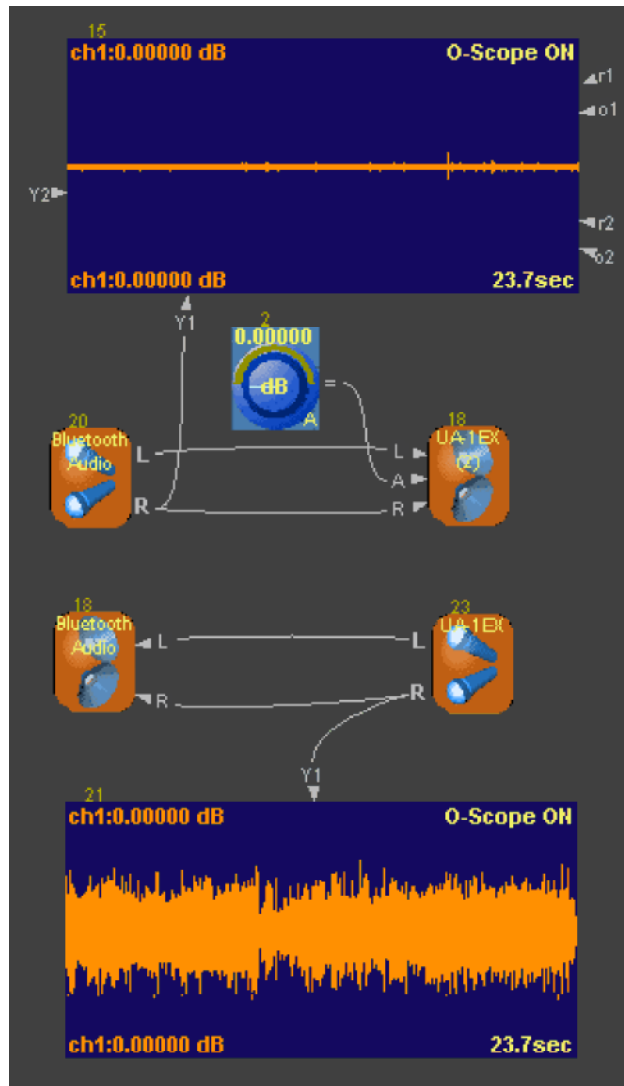 15
ch1:0.00000 dB O-Scope ON
r1
o1
Y2
r2
o2
ch1:0.00000 dB 23.7sec
Y1
2
0.00000
dB =
A
20 18
Bluetooth L L UA-1EX
Audio (2)
A
R R
18 23
Bluetooth UA-1EX
Audio L L
R R
Y1
21
ch1:0.00000 dB O-Scope ON
ch1:0.00000 dB 23.7sec